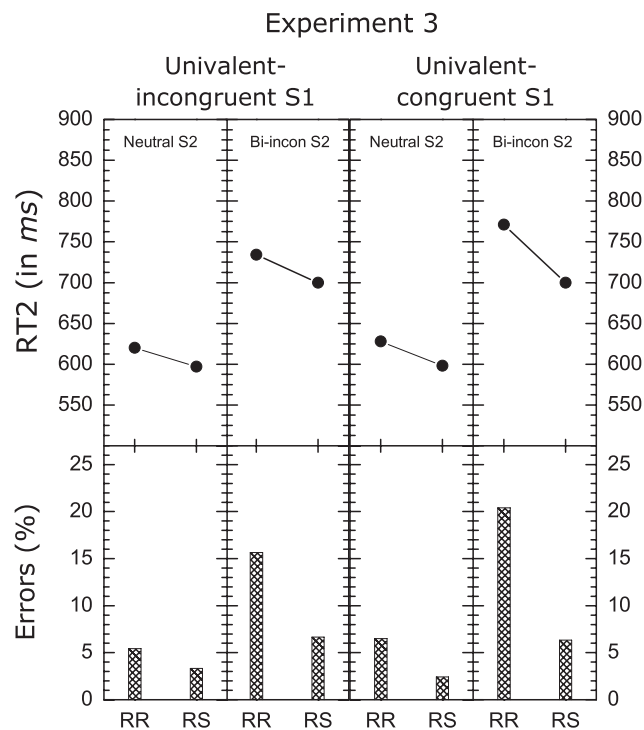 Experiment 3
Univalent-
incongruent S1
Univalent-
congruent S1
900
850
800
750
700
650
600
550
RT2 (in ms)
Neutral S2
Bi-incon S2
Neutral S2
Bi-incon S2
900
850
800
750
700
650
600
550
25
20
15
10
5
0
Errors (%)
25
20
15
10
5
0
RR RS RR RS RR RS RR RS